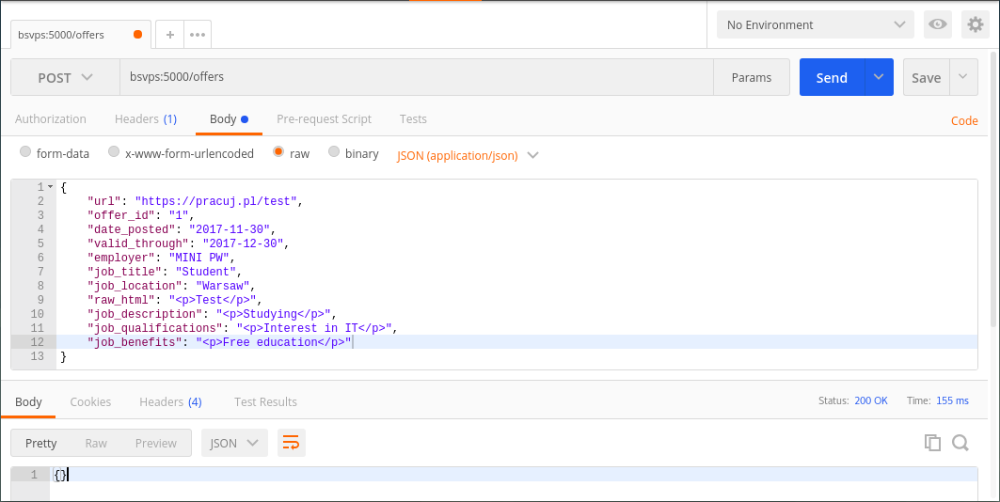 bsvps:5000/offers
No Environment
POST bsvps:5000/offers Params Send Save
Authorization Headers (1) Body Pre-request Script Tests Code
form-data x-www-form-urlencoded raw binary JSON (application/json)
1 {
2 "url": "https://pracuj.pl/test",
3 "offer_id": "1",
4 "date_posted": "2017-11-30",
5 "valid_through": "2017-12-30",
6 "employer": "MINI PW",
7 "job_title": "Student",
8 "job_location": "Warsaw",
9 "raw_html": "<p>Test</p>",
10 "job_description": "<p>Studying</p>",
11 "job_qualifications": "<p>Interest in IT</p>",
12 "job_benefits": "<p>Free education</p>"
13 }
Body Cookies Headers (4) Test Results Status: 200 OK Time: 155 ms
Pretty Raw Preview JSON
1 {}